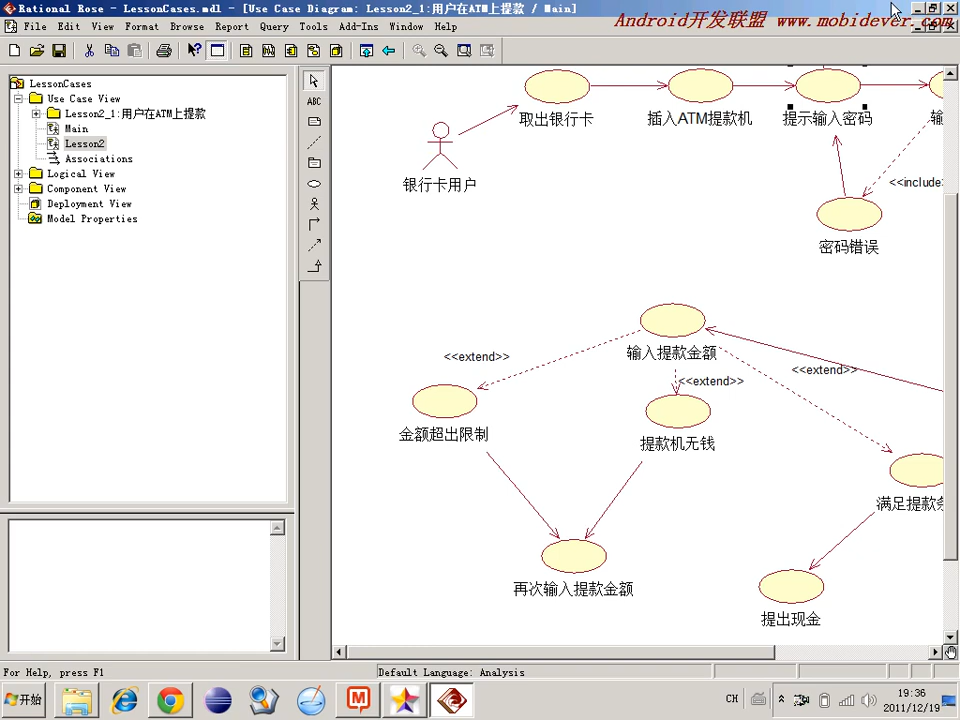 Rational Rose - LessonCases.mdl - [Use Case Diagram: Lesson2_1:用户在ATM上提款 / Main]
Android开发联盟 www.mobidever.com
File Edit View Format Browse Report Query Tools Add-Ins Window Help
LessonCases
Use Case View
Lesson2_1:用户在ATM上提款
Main
Lesson2
Associations
Logical View
Component View
Deployment View
Model Properties
ABC
取出银行卡
插入ATM提款机
提示输入密码
输
银行卡用户
<<include>
密码错误
输入提款金额
<<extend>>
<<extend>>
<<extend>>
金额超出限制
提款机无钱
满足提款条
再次输入提款金额
提出现金
For Help, press F1
Default Language: Analysis
开始
CH
19:36
2011/12/19